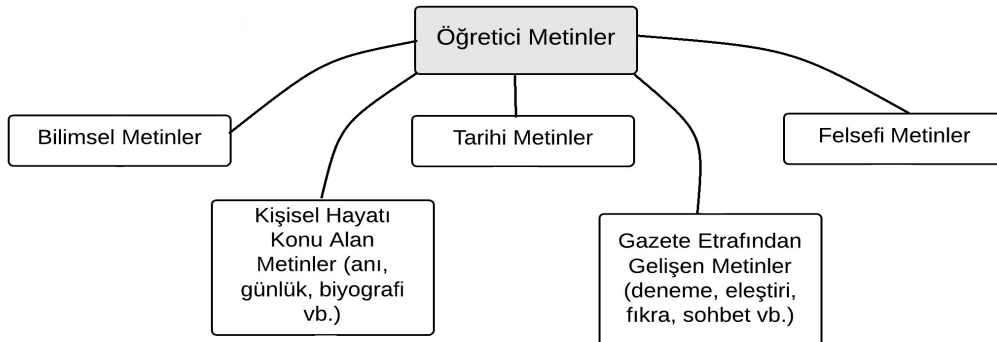 Öğretici Metinler
Bilimsel Metinler
Tarihi Metinler
Felsefi Metinler
Kişisel Hayatı
Konu Alan
Metinler (anı,
günlük, biyografi
vb.)
Gazete Etrafından
Gelişen Metinler
(deneme, eleştiri,
fıkra, sohbet vb.)